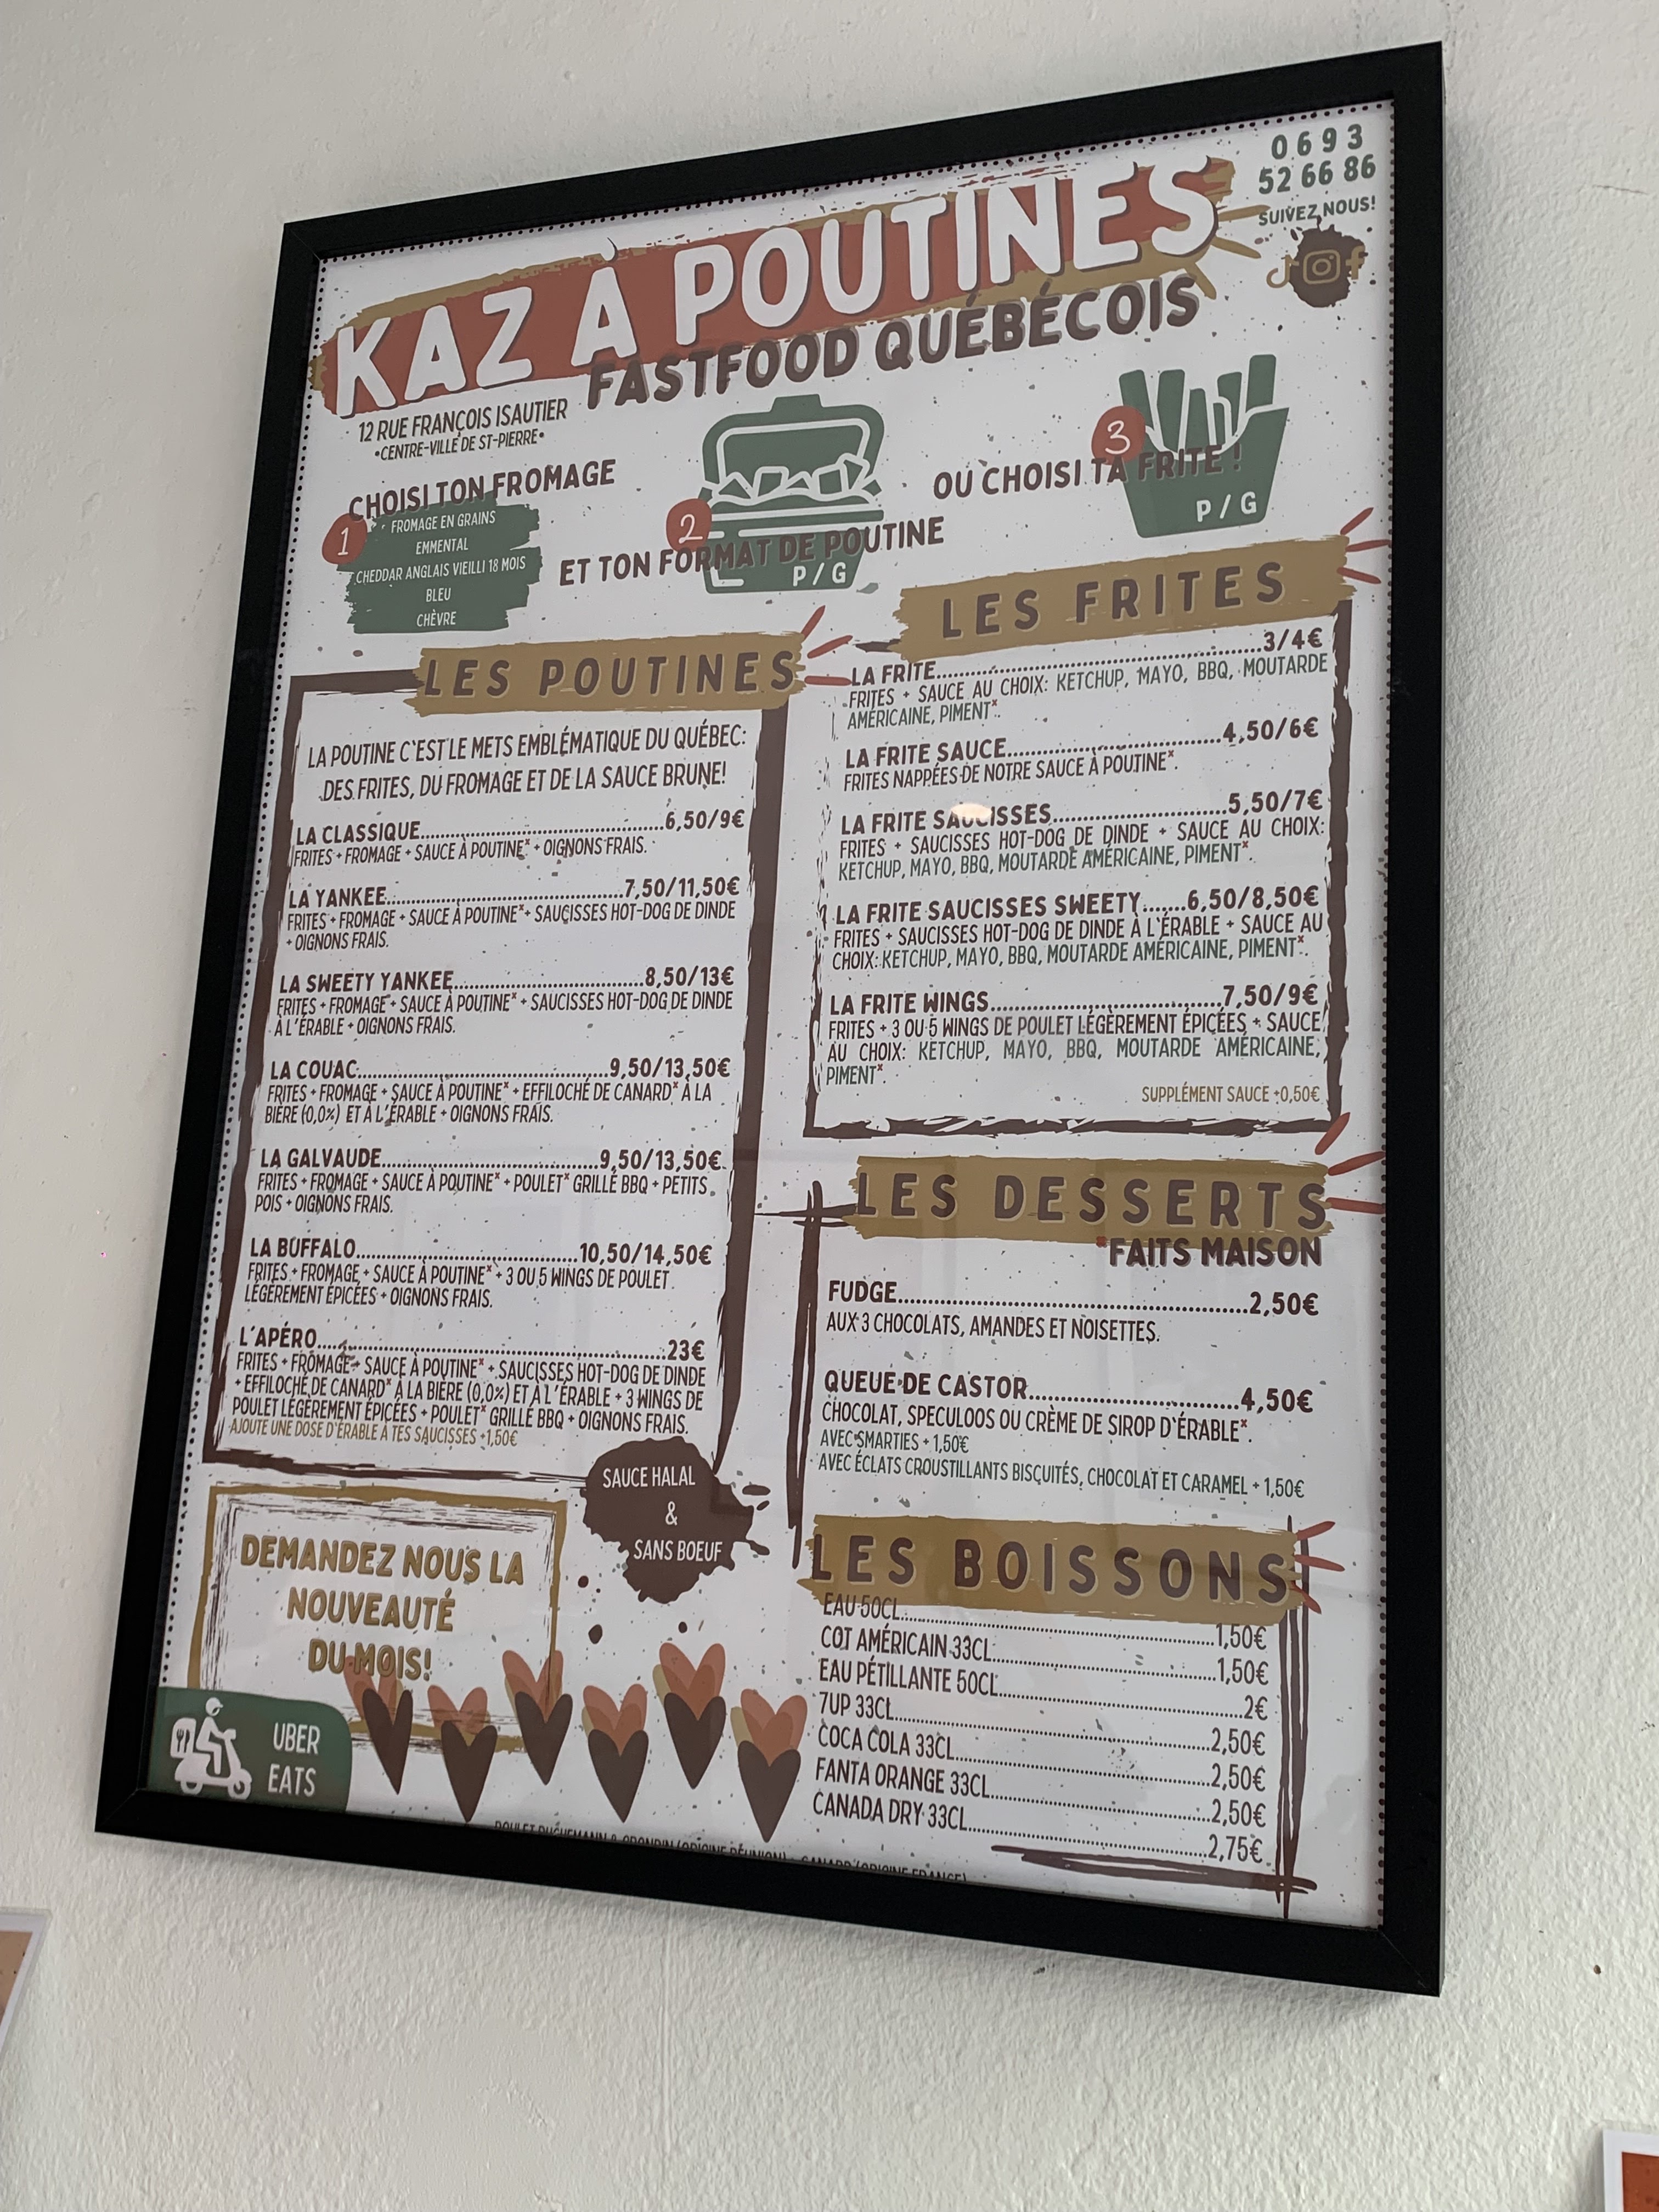 0693
52 66 86
SUIVEZ NOUS!
KAZ À POUTINES
FASTFOOD QUÉBÉCOIS
12 RUE FRANÇOIS ISAUTIER
•CENTRE-VILLE DE ST-PIERRE•
CHOISI TON FROMAGE
1
FROMAGE EN GRAINS
EMMENTAL
CHEDDAR ANGLAIS VIEILLI 18 MOIS
BLEU
CHÈVRE
2
ET TON FORMAT DE POUTINE
P/G
3
OU CHOISI TA FRITE !
P/G
LES POUTINES
LA POUTINE C'EST LE METS EMBLÉMATIQUE DU QUÉBEC:
DES FRITES, DU FROMAGE ET DE LA SAUCE BRUNE!
LA CLASSIQUE...6,50/9€
FRITES + FROMAGE + SAUCE À POUTINE* + OIGNONS FRAIS.
LA YANKEE...7,50/11,50€
FRITES + FROMAGE + SAUCE À POUTINE* + SAUCISSES HOT-DOG DE DINDE
+ OIGNONS FRAIS.
LA SWEETY YANKEE...8,50/13€
FRITES + FROMAGE + SAUCE À POUTINE* + SAUCISSES HOT-DOG DE DINDE
À L'ÉRABLE + OIGNONS FRAIS.
LA COUAC...9,50/13,50€
FRITES + FROMAGE + SAUCE À POUTINE* + EFFILOCHÉ DE CANARD* À LA
BIÈRE (0,0%) ET À L'ÉRABLE + OIGNONS FRAIS.
LA GALVAUDE...9,50/13,50€
FRITES + FROMAGE + SAUCE À POUTINE* + POULET* GRILLÉ BBQ + PETITS
POIS + OIGNONS FRAIS.
LA BUFFALO...10,50/14,50€
FRITES + FROMAGE + SAUCE À POUTINE* + 3 OU 5 WINGS DE POULET
LÉGÈREMENT ÉPICÉES + OIGNONS FRAIS.
L'APÉRO...23€
FRITES + FROMAGE + SAUCE À POUTINE* + SAUCISSES HOT-DOG DE DINDE
+ EFFILOCHÉ DE CANARD* À LA BIÈRE (0,0%) ET À L'ÉRABLE + 3 WINGS DE
POULET LÉGÈREMENT ÉPICÉES + POULET* GRILLÉ BBQ + OIGNONS FRAIS.
AJOUTE UNE DOSE D'ÉRABLE À TES SAUCISSES +1,50€
SAUCE HALAL
&
SANS BOEUF
DEMANDEZ NOUS LA
NOUVEAUTÉ
DU MOIS!
UBER
EATS
LES FRITES
LA FRITE...3/4€
FRITES + SAUCE AU CHOIX: KETCHUP, MAYO, BBQ, MOUTARDE
AMÉRICAINE, PIMENT*.
LA FRITE SAUCE...4,50/6€
FRITES NAPPÉES DE NOTRE SAUCE À POUTINE*.
LA FRITE SAUCISSES...5,50/7€
FRITES + SAUCISSES HOT-DOG DE DINDE + SAUCE AU CHOIX:
KETCHUP, MAYO, BBQ, MOUTARDE AMÉRICAINE, PIMENT*.
LA FRITE SAUCISSES SWEETY...6,50/8,50€
FRITES + SAUCISSES HOT-DOG DE DINDE À L'ÉRABLE + SAUCE AU
CHOIX: KETCHUP, MAYO, BBQ, MOUTARDE AMÉRICAINE, PIMENT*.
LA FRITE WINGS...7,50/9€
FRITES + 3 OU 5 WINGS DE POULET LÉGÈREMENT ÉPICÉES + SAUCE
AU CHOIX: KETCHUP, MAYO, BBQ, MOUTARDE AMÉRICAINE,
PIMENT*.
SUPPLÉMENT SAUCE +0,50€
LES DESSERTS
*FAITS MAISON
FUDGE...2,50€
AUX 3 CHOCOLATS, AMANDES ET NOISETTES.
QUEUE DE CASTOR...4,50€
CHOCOLAT, SPECULOOS OU CRÈME DE SIROP D'ÉRABLE*.
AVEC SMARTIES + 1,50€
AVEC ÉCLATS CROUSTILLANTS BISCUITÉS, CHOCOLAT ET CARAMEL + 1,50€
LES BOISSONS
EAU 50CL...1,50€
COT AMÉRICAIN 33CL...1,50€
EAU PÉTILLANTE 50CL...2€
7UP 33CL...2,50€
COCA COLA 33CL...2,50€
FANTA ORANGE 33CL...2,50€
CANADA DRY 33CL...2,75€
(ORIGINE RÉUNION) - CANARD (ORIGINE FRANCE)